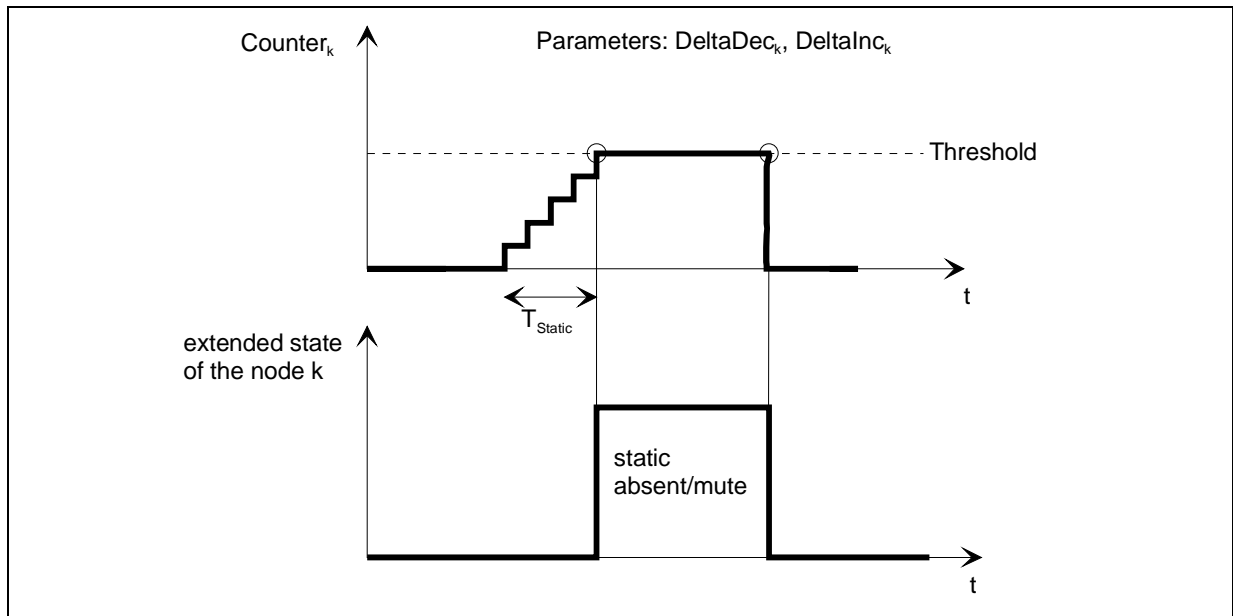 Counterₖ
Parameters: DeltaDecₖ, DeltaIncₖ
Threshold
t
T_Static
extended state
of the node k
static
absent/mute
t